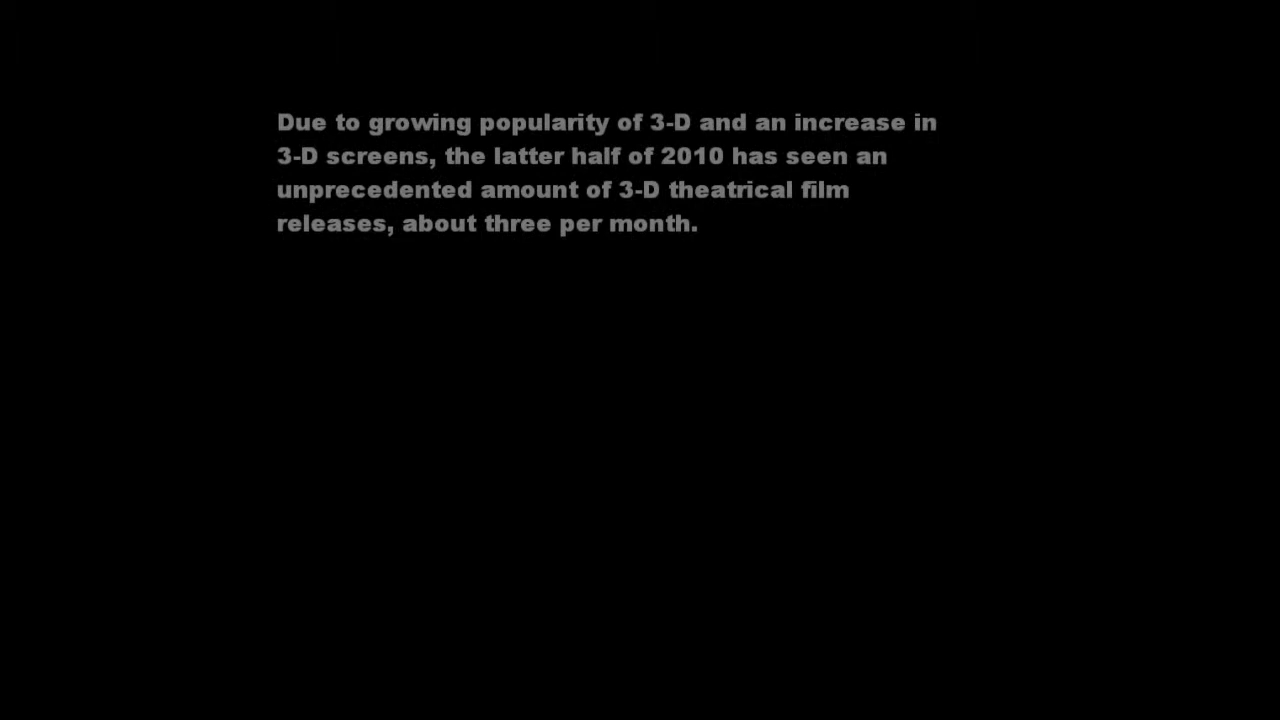 Due to growing popularity of 3-D and an increase in
3-D screens, the latter half of 2010 has seen an
unprecedented amount of 3-D theatrical film
releases, about three per month.